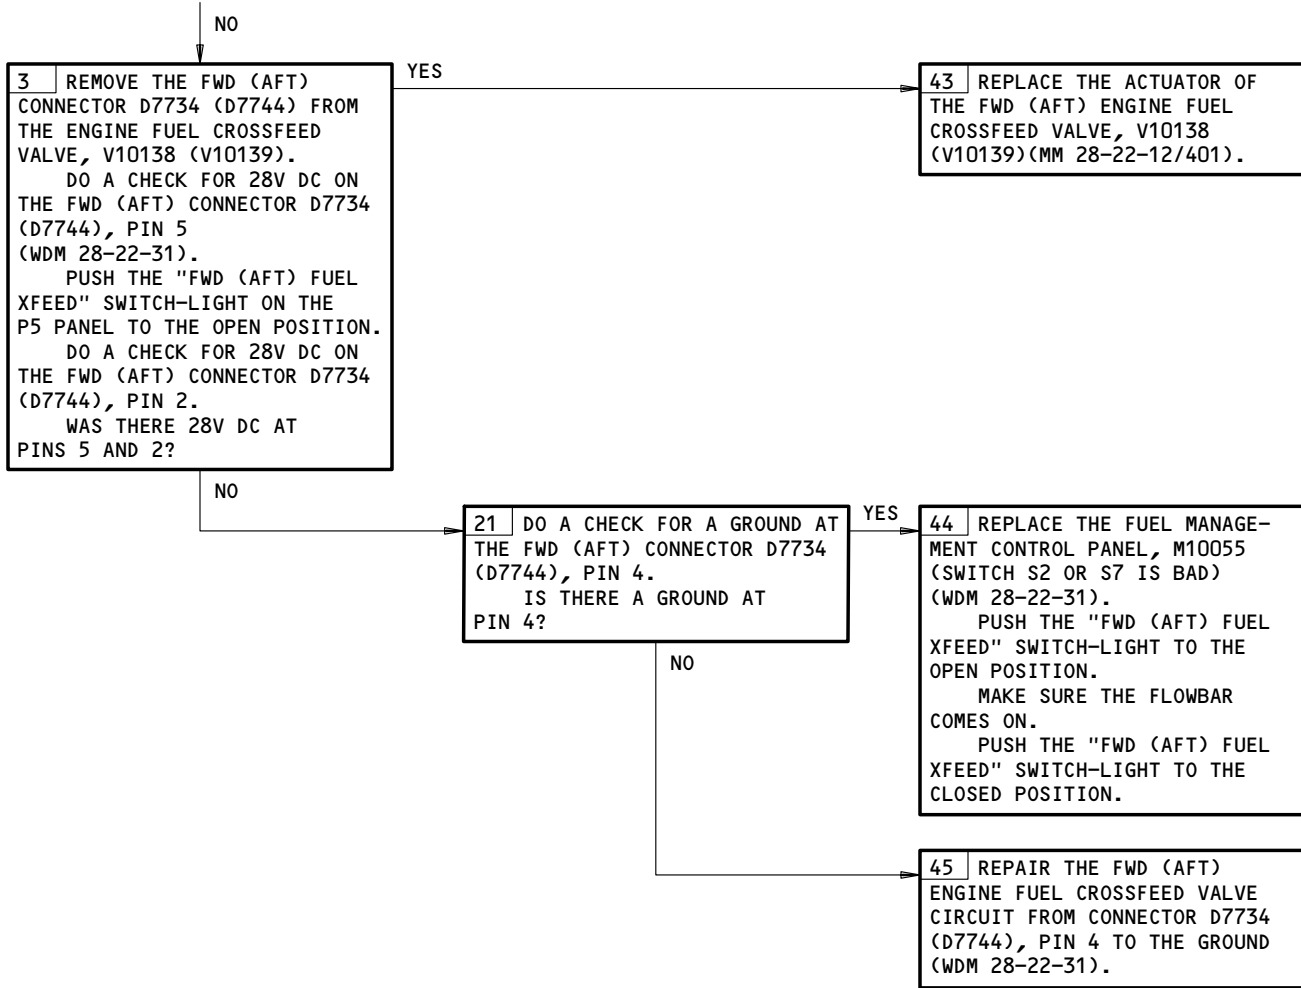 NO
3 REMOVE THE FWD (AFT)
CONNECTOR D7734 (D7744) FROM
THE ENGINE FUEL CROSSFEED
VALVE, V10138 (V10139).
DO A CHECK FOR 28V DC ON
THE FWD (AFT) CONNECTOR D7734
(D7744), PIN 5
(WDM 28-22-31).
PUSH THE "FWD (AFT) FUEL
XFEED" SWITCH-LIGHT ON THE
P5 PANEL TO THE OPEN POSITION.
DO A CHECK FOR 28V DC ON
THE FWD (AFT) CONNECTOR D7734
(D7744), PIN 2.
WAS THERE 28V DC AT
PINS 5 AND 2?
YES
43 REPLACE THE ACTUATOR OF
THE FWD (AFT) ENGINE FUEL
CROSSFEED VALVE, V10138
(V10139)(MM 28-22-12/401).
NO
21 DO A CHECK FOR A GROUND AT
THE FWD (AFT) CONNECTOR D7734
(D7744), PIN 4.
IS THERE A GROUND AT
PIN 4?
YES
44 REPLACE THE FUEL MANAGE-
MENT CONTROL PANEL, M10055
(SWITCH S2 OR S7 IS BAD)
(WDM 28-22-31).
PUSH THE "FWD (AFT) FUEL
XFEED" SWITCH-LIGHT TO THE
OPEN POSITION.
MAKE SURE THE FLOWBAR
COMES ON.
PUSH THE "FWD (AFT) FUEL
XFEED" SWITCH-LIGHT TO THE
CLOSED POSITION.
NO
45 REPAIR THE FWD (AFT)
ENGINE FUEL CROSSFEED VALVE
CIRCUIT FROM CONNECTOR D7734
(D7744), PIN 4 TO THE GROUND
(WDM 28-22-31).